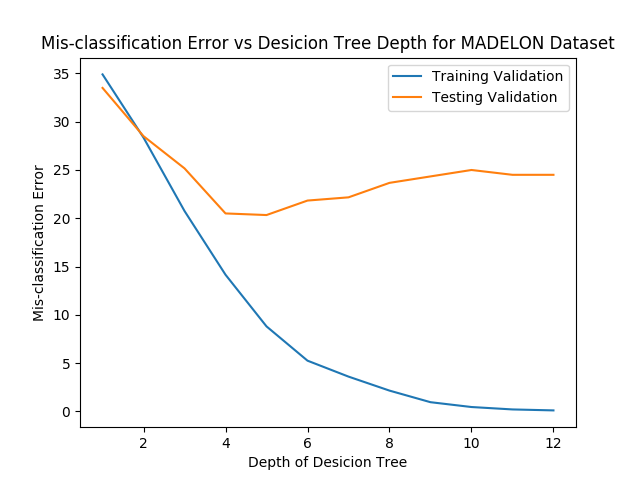 Mis-classification Error vs Desicion Tree Depth for MADELON Dataset
Training Validation
Testing Validation
Mis-classification Error
35
30
25
20
15
10
5
0
2 4 6 8 10 12
Depth of Desicion Tree